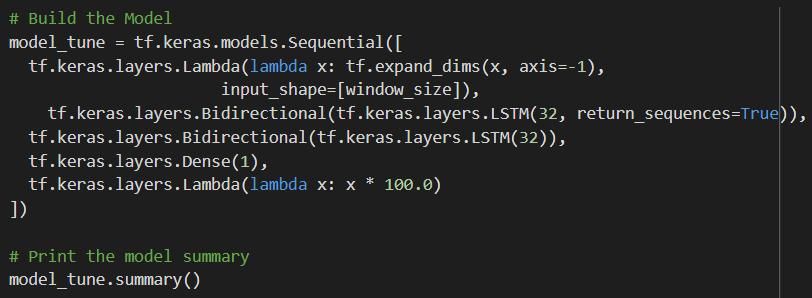 # Build the Model
model_tune = tf.keras.models.Sequential([
  tf.keras.layers.Lambda(lambda x: tf.expand_dims(x, axis=-1),
                      input_shape=[window_size]),
    tf.keras.layers.Bidirectional(tf.keras.layers.LSTM(32, return_sequences=True)),
  tf.keras.layers.Bidirectional(tf.keras.layers.LSTM(32)),
  tf.keras.layers.Dense(1),
  tf.keras.layers.Lambda(lambda x: x * 100.0)
])
# Print the model summary
model_tune.summary()